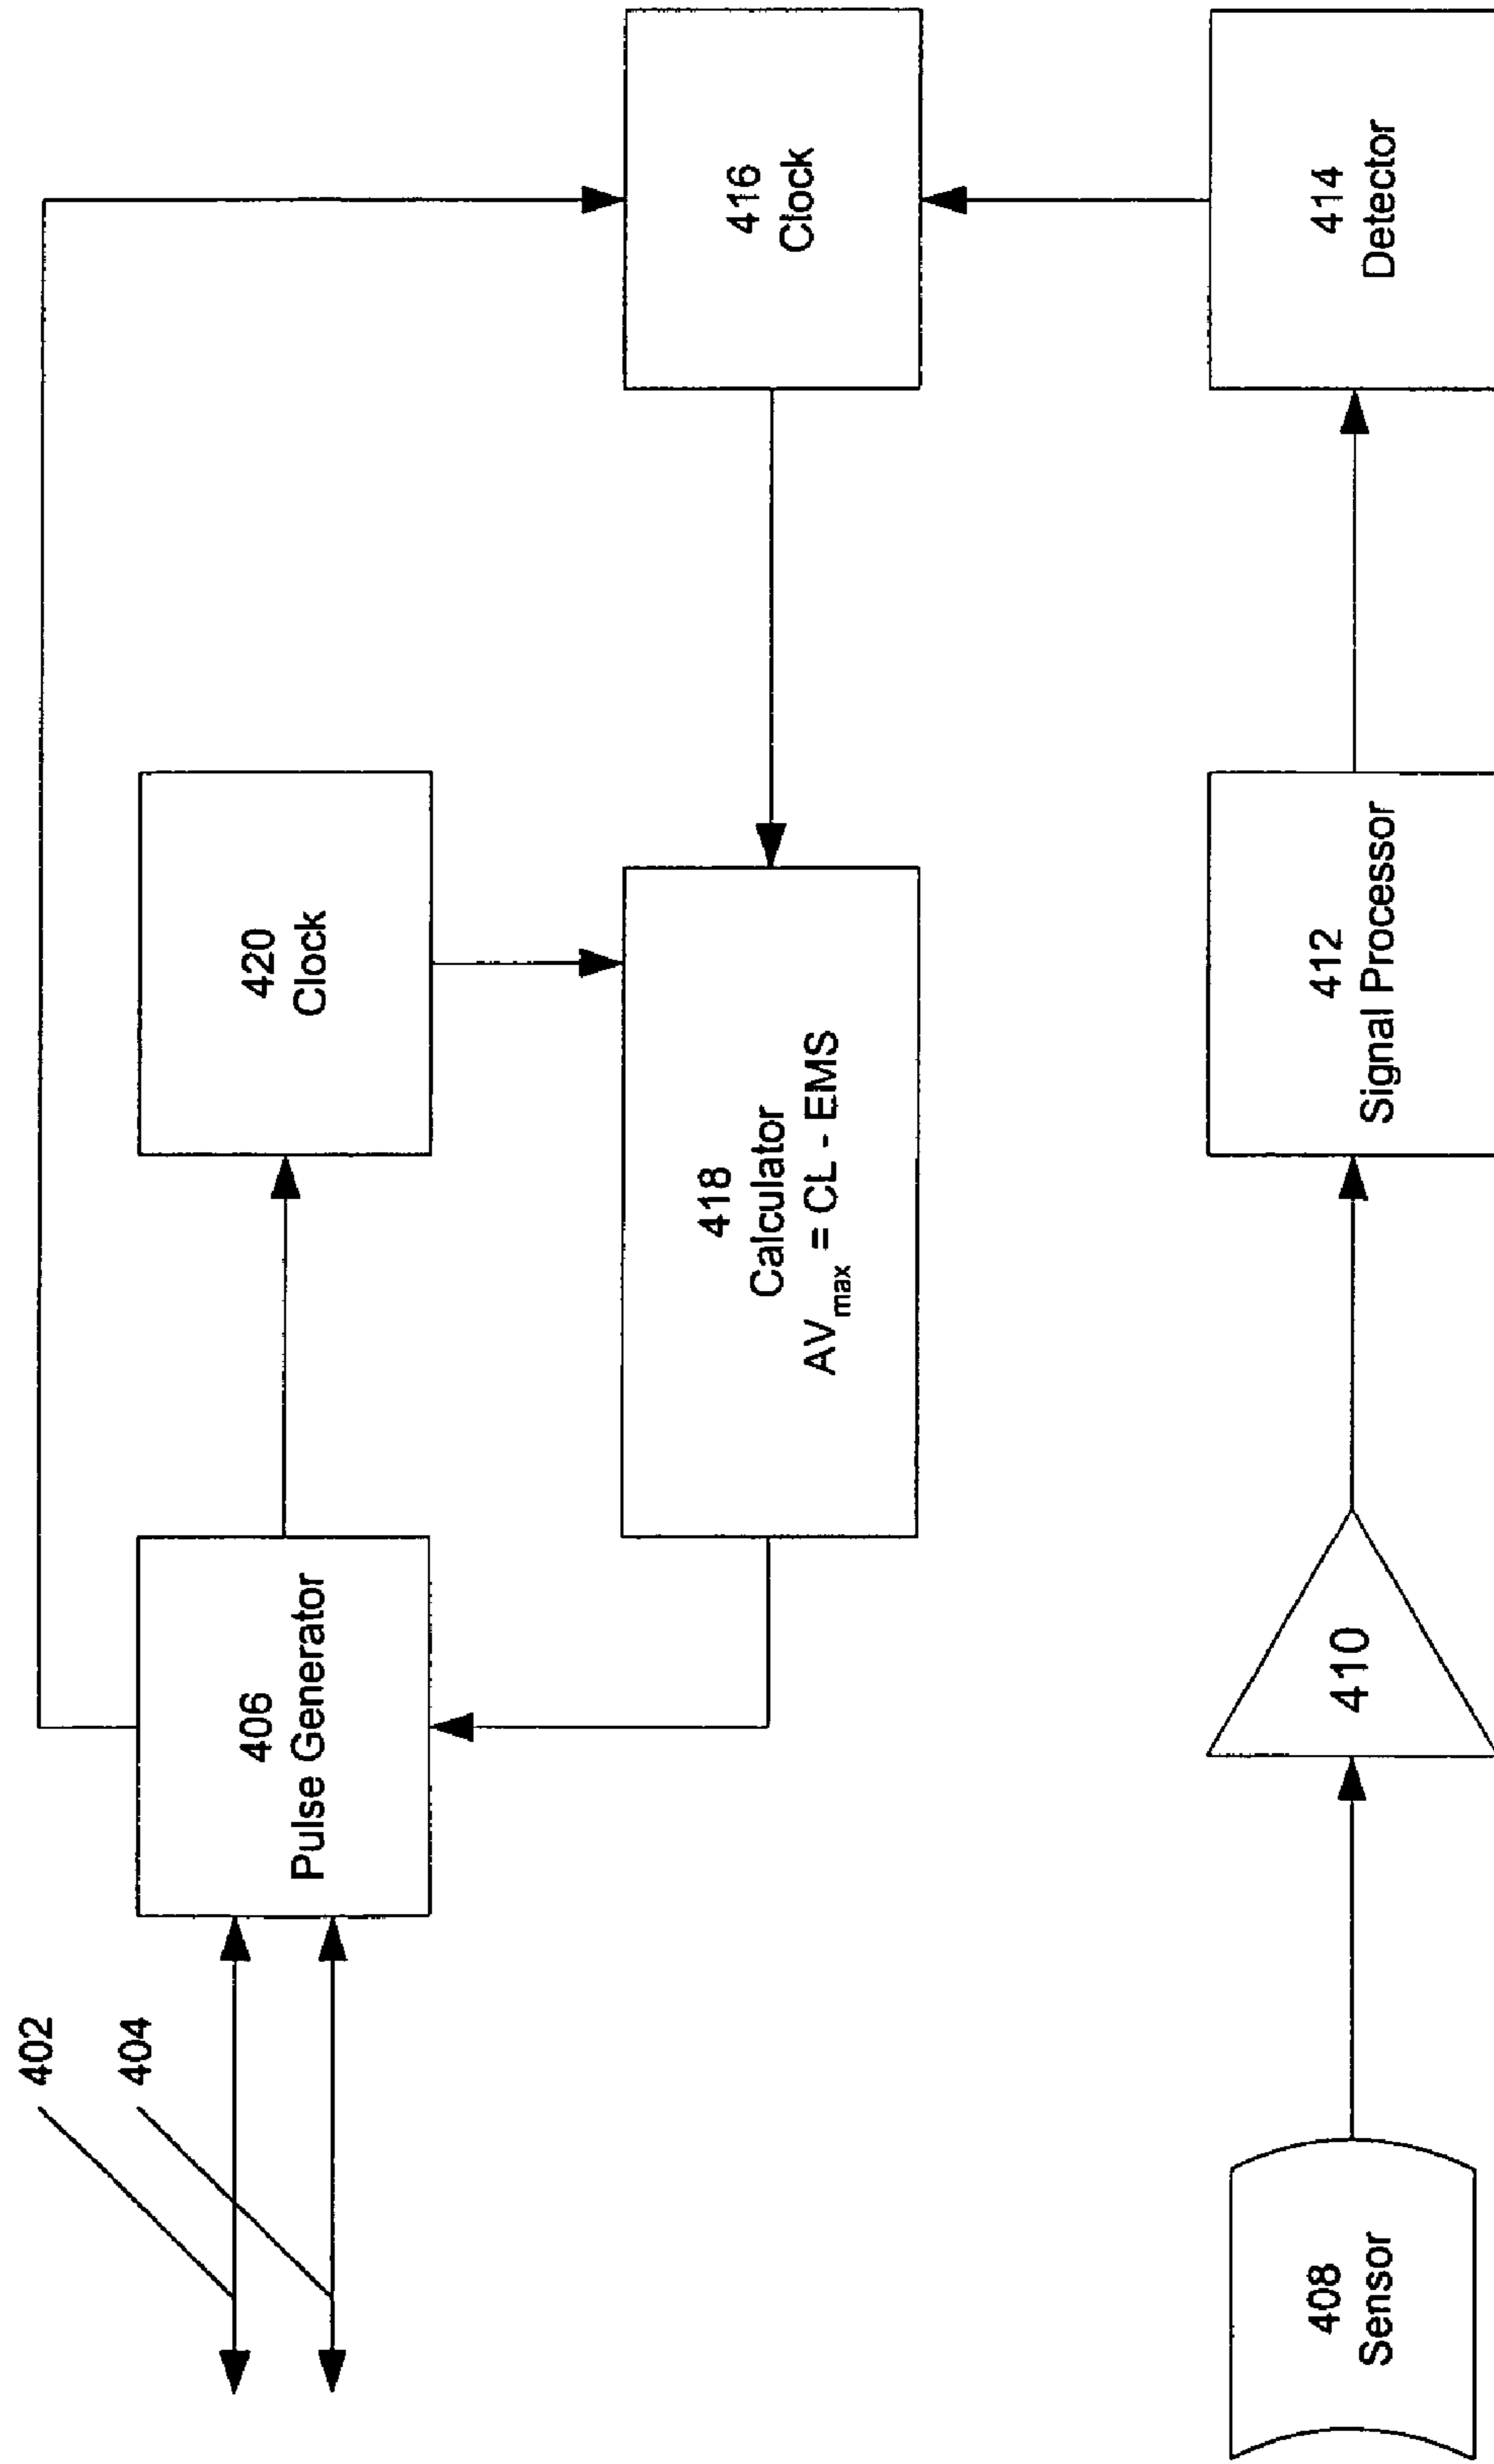 402
404
406
Pulse Generator
420
Clock
418
Calculator
AVmax = CL - EMS
416
Clock
408
Sensor
410
412
Signal Processor
414
Detector